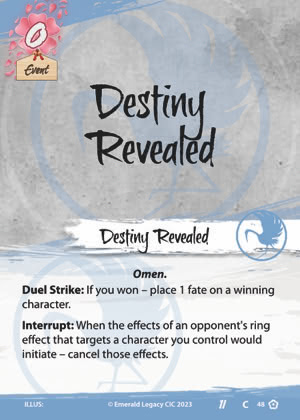 0
Event
Destiny
Revealed
Destiny Revealed
Omen.
Duel Strike: If you won – place 1 fate on a winning
character.
Interrupt: When the effects of an opponent's ring
effect that targets a character you control would
initiate – cancel those effects.
ILLUS: © Emerald Legacy CIC 2023 C 48